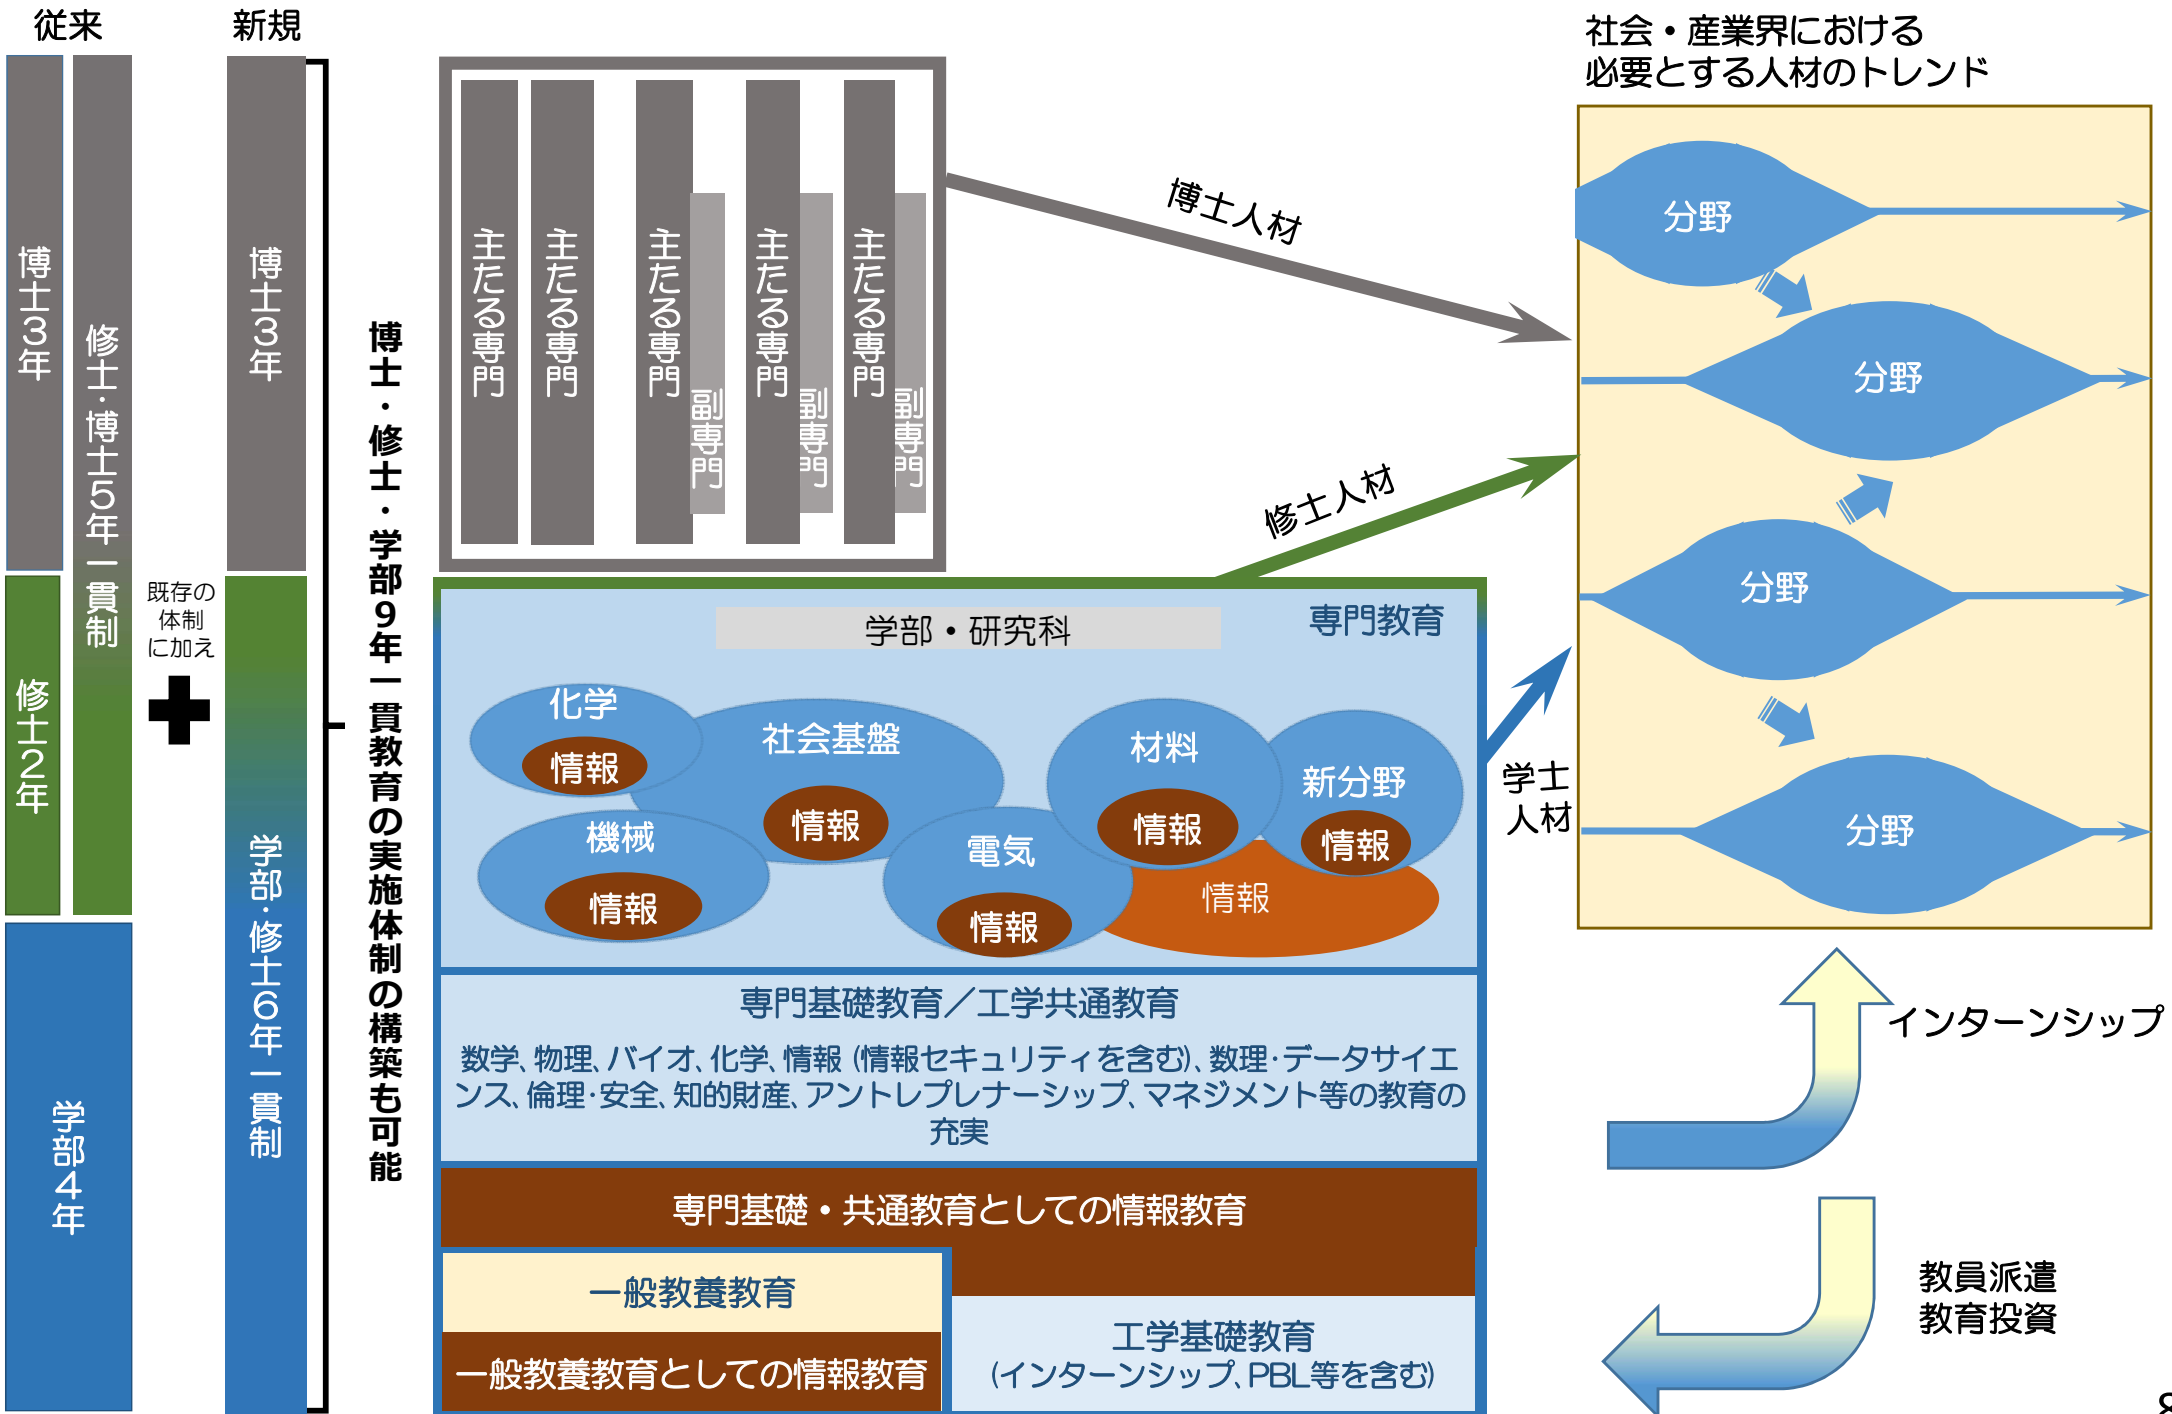 従来
新規
博士3年
修士・博士5年一貫制
修士2年
学部4年
既存の
体制
に加え
博士3年
学部・修士6年一貫制
博士・修士・学部9年一貫教育の実施体制の構築も可能
主たる専門
主たる専門
主たる専門
副専門
主たる専門
副専門
主たる専門
副専門
博士人材
修士人材
学士
人材
学部・研究科
専門教育
化学
情報
社会基盤
情報
機械
情報
電気
情報
材料
情報
新分野
情報
情報
専門基礎教育／工学共通教育
数学、物理、バイオ、化学、情報（情報セキュリティを含む）、数理・データサイエ
ンス、倫理・安全、知的財産、アントレプレナーシップ、マネジメント等の教育の
充実
専門基礎・共通教育としての情報教育
一般教養教育
一般教養教育としての情報教育
工学基礎教育
（インターンシップ、PBL等を含む）
社会・産業界における
必要とする人材のトレンド
分野
分野
分野
分野
インターンシップ
教員派遣
教育投資